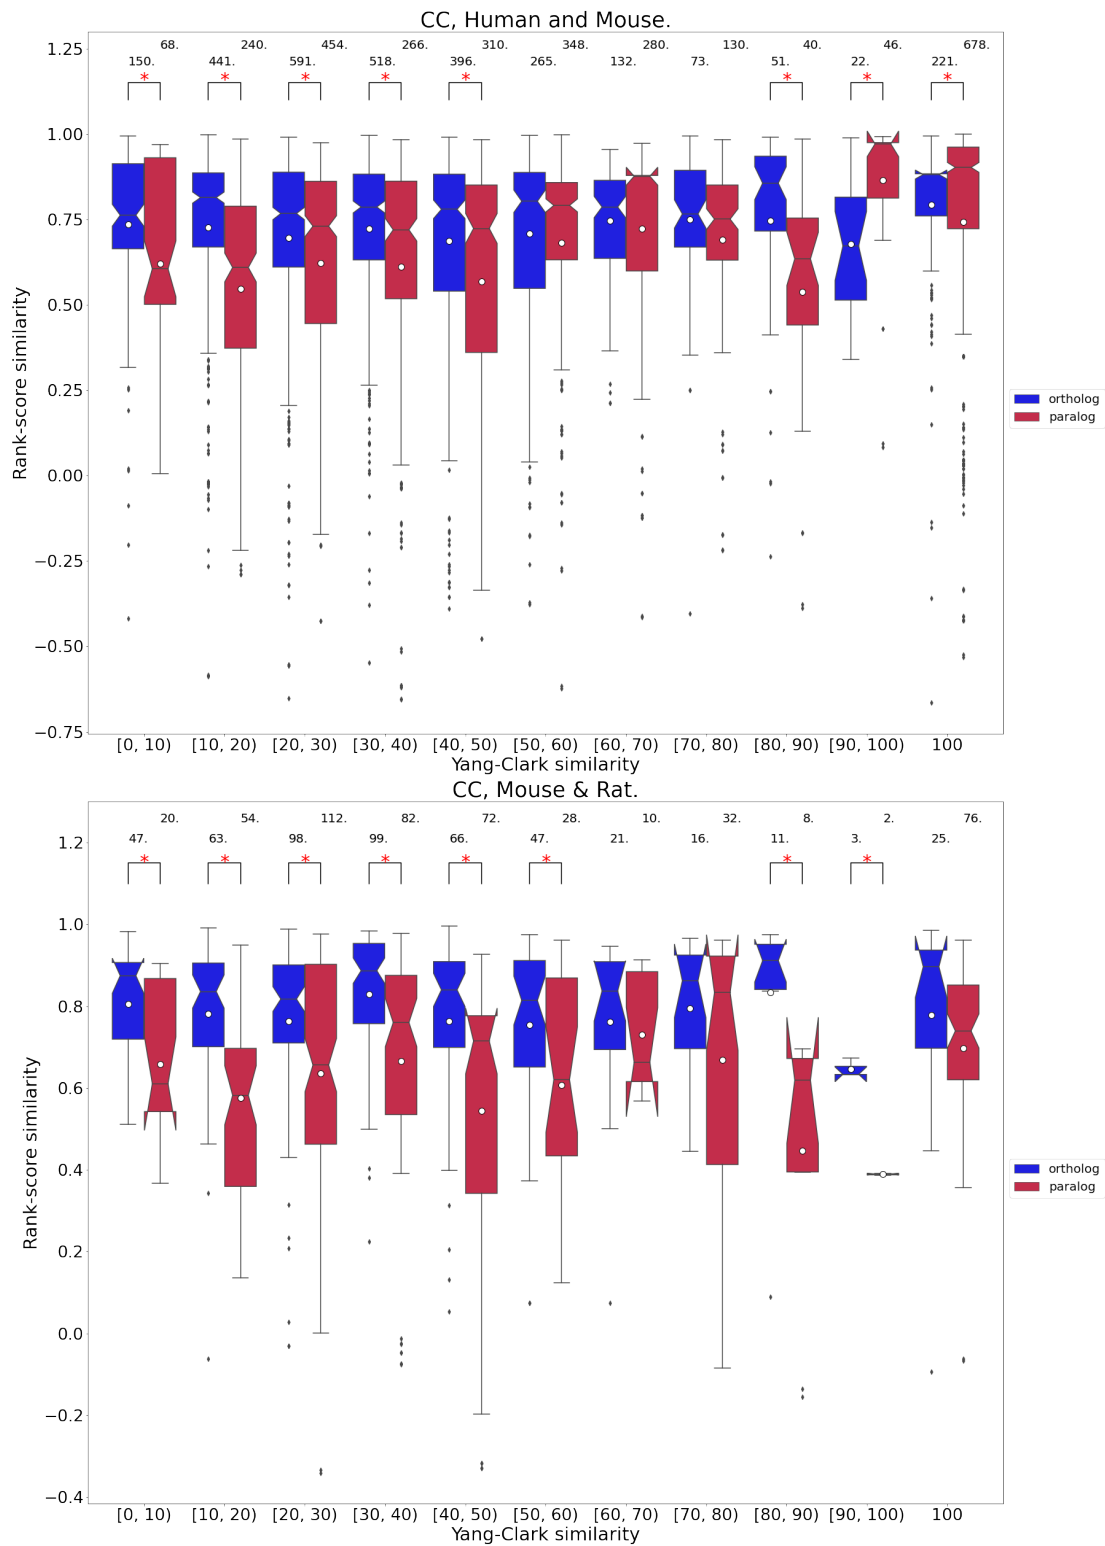 CC, Human and Mouse.
68. 240. 454. 266. 310. 348. 280. 130. 40. 46. 678.
150. 441. 591. 518. 396. 265. 132. 73. 51. 22. 221.
* * * * * * * *
1.25
1.00
0.75
0.50
0.25
0.00
−0.25
−0.50
−0.75
Rank-score similarity
ortholog
paralog
[0, 10) [10, 20) [20, 30) [30, 40) [40, 50) [50, 60) [60, 70) [70, 80) [80, 90) [90, 100) 100
Yang-Clark similarity
CC, Mouse & Rat.
20. 54. 112. 82. 72. 28. 10. 32. 8. 2. 76.
47. 63. 98. 99. 66. 47. 21. 16. 11. 3. 25.
* * * * * * * *
1.2
1.0
0.8
0.6
0.4
0.2
0.0
−0.2
−0.4
Rank-score similarity
ortholog
paralog
[0, 10) [10, 20) [20, 30) [30, 40) [40, 50) [50, 60) [60, 70) [70, 80) [80, 90) [90, 100) 100
Yang-Clark similarity